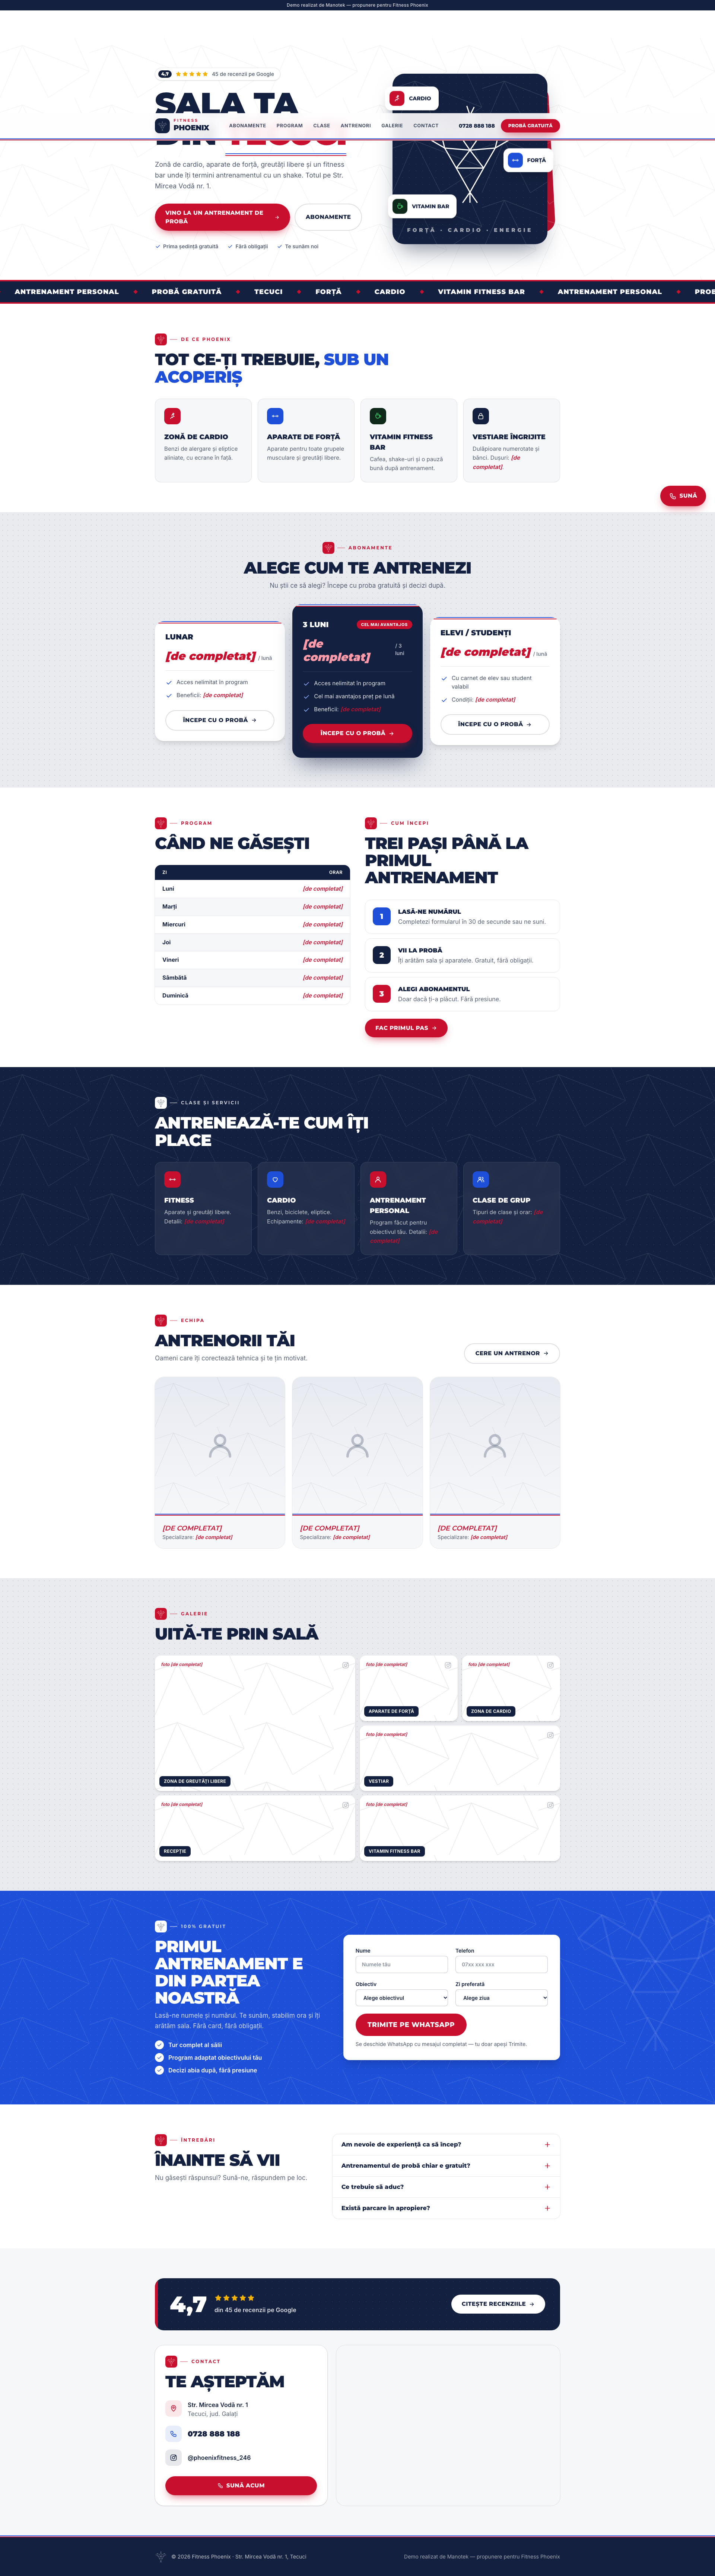 Demo realizat de Manotek — propunere pentru Fitness Phoenix
4,7 45 de recenzii pe Google
SALA TA
DIN TECUCI
FITNESS
PHOENIX
ABONAMENTE PROGRAM CLASE ANTRENORI GALERIE CONTACT
0728 888 188
PROBĂ GRATUITĂ
Zonă de cardio, aparate de forță, greutăți libere și un fitness
bar unde îți termini antrenamentul cu un shake. Totul pe Str.
Mircea Vodă nr. 1.
VINO LA UN ANTRENAMENT DE
PROBĂ
ABONAMENTE
Prima ședință gratuită Fără obligații Te sunăm noi
CARDIO
FORȚĂ
VITAMIN BAR
FORȚĂ · CARDIO · ENERGIE
ANTRENAMENT PERSONAL PROBĂ GRATUITĂ TECUCI FORȚĂ CARDIO VITAMIN FITNESS BAR ANTRENAMENT PERSONAL
DE CE PHOENIX
TOT CE-ȚI TREBUIE, SUB UN
ACOPERIȘ
ZONĂ DE CARDIO
Benzi de alergare și eliptice
aliniate, cu ecrane în față.
APARATE DE FORȚĂ
Aparate pentru toate grupele
musculare și greutăți libere.
VITAMIN FITNESS
BAR
Cafea, shake-uri și o pauză
bună după antrenament.
VESTIARE ÎNGRIJITE
Dulăpioare numerotate și
bănci. Dușuri: [de
completat].
SUNĂ
ABONAMENTE
ALEGE CUM TE ANTRENEZI
Nu știi ce să alegi? Începe cu proba gratuită și decizi după.
LUNAR
[de completat] / lună
Acces nelimitat în program
Beneficii: [de completat]
ÎNCEPE CU O PROBĂ
3 LUNI
CEL MAI AVANTAJOS
[de
completat]
/ 3
luni
Acces nelimitat în program
Cel mai avantajos preț pe lună
Beneficii: [de completat]
ÎNCEPE CU O PROBĂ
ELEVI / STUDENȚI
[de completat] / lună
Cu carnet de elev sau student
valabil
Condiții: [de completat]
ÎNCEPE CU O PROBĂ
PROGRAM
CÂND NE GĂSEȘTI
ZI ORAR
Luni [de completat]
Marți [de completat]
Miercuri [de completat]
Joi [de completat]
Vineri [de completat]
Sâmbătă [de completat]
Duminică [de completat]
CUM ÎNCEPI
TREI PAȘI PÂNĂ LA
PRIMUL
ANTRENAMENT
1 LASĂ-NE NUMĂRUL
Completezi formularul în 30 de secunde sau ne suni.
2 VII LA PROBĂ
Îți arătăm sala și aparatele. Gratuit, fără obligații.
3 ALEGI ABONAMENTUL
Doar dacă ți-a plăcut. Fără presiune.
FAC PRIMUL PAS
CLASE ȘI SERVICII
ANTRENEAZĂ-TE CUM ÎȚI
PLACE
FITNESS
Aparate și greutăți libere.
Detalii: [de completat]
CARDIO
Benzi, biciclete, eliptice.
Echipamente: [de completat]
ANTRENAMENT
PERSONAL
Program făcut pentru
obiectivul tău. Detalii: [de
completat]
CLASE DE GRUP
Tipuri de clase și orar: [de
completat]
ECHIPA
ANTRENORII TĂI
Oameni care îți corectează tehnica și te țin motivat.
CERE UN ANTRENOR
[DE COMPLETAT]
Specializare: [de completat]
[DE COMPLETAT]
Specializare: [de completat]
[DE COMPLETAT]
Specializare: [de completat]
GALERIE
UITĂ-TE PRIN SALĂ
foto [de completat]
ZONA DE GREUTĂȚI LIBERE
foto [de completat]
APARATE DE FORȚĂ
foto [de completat]
ZONA DE CARDIO
foto [de completat]
VESTIAR
foto [de completat]
RECEPȚIE
foto [de completat]
VITAMIN FITNESS BAR
100% GRATUIT
PRIMUL
ANTRENAMENT E
DIN PARTEA
NOASTRĂ
Lasă-ne numele și numărul. Te sunăm, stabilim ora și îți
arătăm sala. Fără card, fără obligații.
Tur complet al sălii
Program adaptat obiectivului tău
Decizi abia după, fără presiune
Nume Telefon
Numele tău 07xx xxx xxx
Obiectiv Zi preferată
Alege obiectivul Alege ziua
TRIMITE PE WHATSAPP
Se deschide WhatsApp cu mesajul completat — tu doar apeși Trimite.
ÎNTREBĂRI
ÎNAINTE SĂ VII
Nu găsești răspunsul? Sună-ne, răspundem pe loc.
Am nevoie de experiență ca să încep?
Antrenamentul de probă chiar e gratuit?
Ce trebuie să aduc?
Există parcare în apropiere?
4,7
din 45 de recenzii pe Google
CITEȘTE RECENZIILE
CONTACT
TE AȘTEPTĂM
Str. Mircea Vodă nr. 1
Tecuci, jud. Galați
0728 888 188
@phoenixfitness_246
SUNĂ ACUM
© 2026 Fitness Phoenix · Str. Mircea Vodă nr. 1, Tecuci
Demo realizat de Manotek — propunere pentru Fitness Phoenix